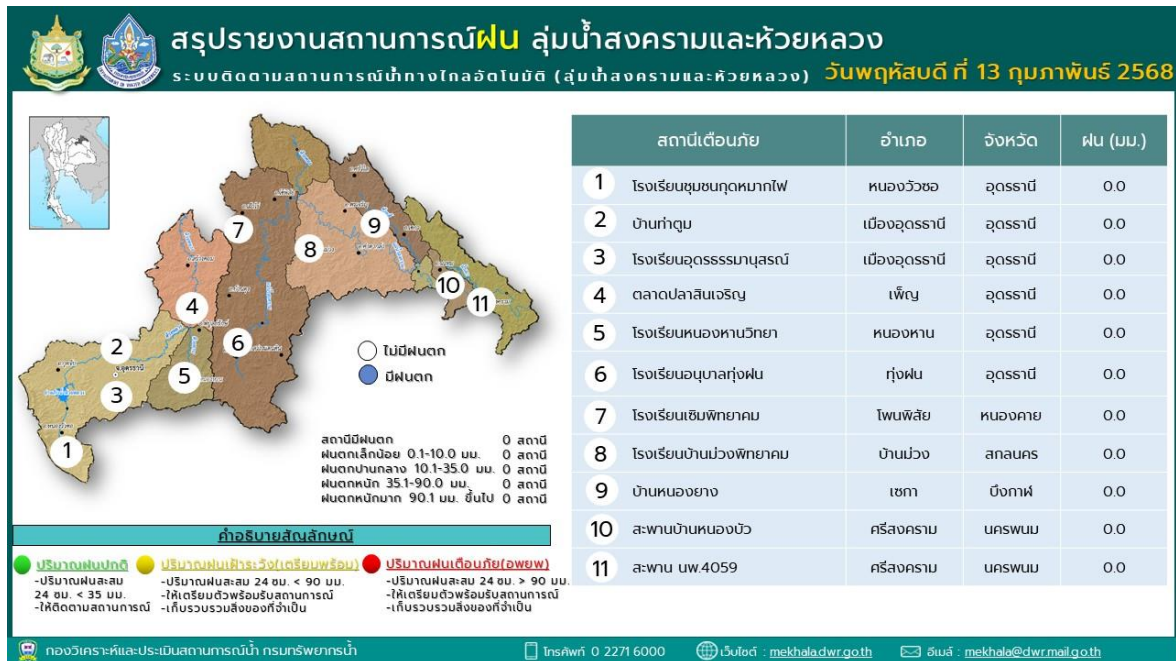 สรุปรายงานสถานการณ์ฝน ลุ่มน้ำสงครามและห้วยหลวง
ระบบติดตามสถานการณ์น้ำทางไกลอัตโนมัติ (ลุ่มน้ำสงครามและห้วยหลวง) วันพฤหัสบดี ที่ 13 กุมภาพันธ์ 2568
สถานีเตือนภัย อำเภอ จังหวัด ฝน (มม.)
1 โรงเรียนชุมชนกุดหมากไฟ หนองวัวซอ อุดรธานี 0.0
2 บ้านท่าตูม เมืองอุดรธานี อุดรธานี 0.0
3 โรงเรียนอุดรธรรมานุสรณ์ เมืองอุดรธานี อุดรธานี 0.0
4 ตลาดปลาสินเจริญ เพ็ญ อุดรธานี 0.0
5 โรงเรียนหนองหานวิทยา หนองหาน อุดรธานี 0.0
6 โรงเรียนอนุบาลทุ่งฝน ทุ่งฝน อุดรธานี 0.0
7 โรงเรียนเซิมพิทยาคม โพนพิสัย หนองคาย 0.0
8 โรงเรียนบ้านม่วงพิทยาคม บ้านม่วง สกลนคร 0.0
9 บ้านหนองยาง เซกา บึงกาฬ 0.0
10 สะพานบ้านหนองบัว ศรีสงคราม นครพนม 0.0
11 สะพาน นพ.4059 ศรีสงคราม นครพนม 0.0
7
9
8
10
11
4
6
2
5
3
1
จ.อุดรธานี
ไม่มีฝนตก
มีฝนตก
สถานีมีฝนตก 0 สถานี
ฝนตกเล็กน้อย 0.1-10.0 มม. 0 สถานี
ฝนตกปานกลาง 10.1-35.0 มม. 0 สถานี
ฝนตกหนัก 35.1-90.0 มม. 0 สถานี
ฝนตกหนักมาก 90.1 มม. ขึ้นไป 0 สถานี
คำอธิบายสัญลักษณ์
ปริมาณฝนปกติ
-ปริมาณฝนสะสม
24 ซม. < 35 มม.
-ให้ติดตามสถานการณ์
ปริมาณฝนเฝ้าระวัง(เตรียมพร้อม)
-ปริมาณฝนสะสม 24 ซม. < 90 มม.
-ให้เตรียมตัวพร้อมรับสถานการณ์
-เก็บรวบรวมสิ่งของที่จำเป็น
ปริมาณฝนเตือนภัย(อพยพ)
-ปริมาณฝนสะสม 24 ซม. > 90 มม.
-ให้เตรียมตัวพร้อมรับสถานการณ์
-เก็บรวบรวมสิ่งของที่จำเป็น
กองวิเคราะห์และประเมินสถานการณ์น้ำ กรมทรัพยากรน้ำ โทรศัพท์ 0 2271 6000 เว็บไซต์ : mekhala.dwr.go.th อีเมล์ : mekhala@dwr.mail.go.th